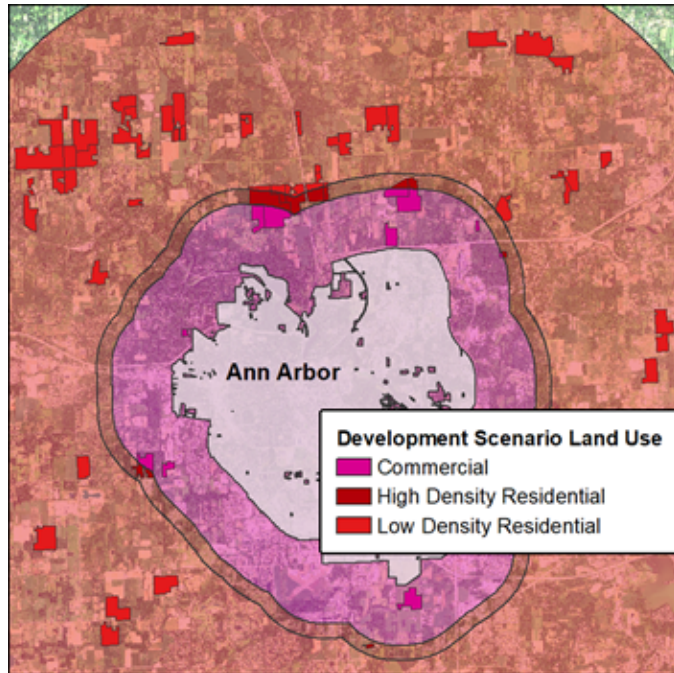 Ann Arbor
Development Scenario Land Use
Commercial
High Density Residential
Low Density Residential